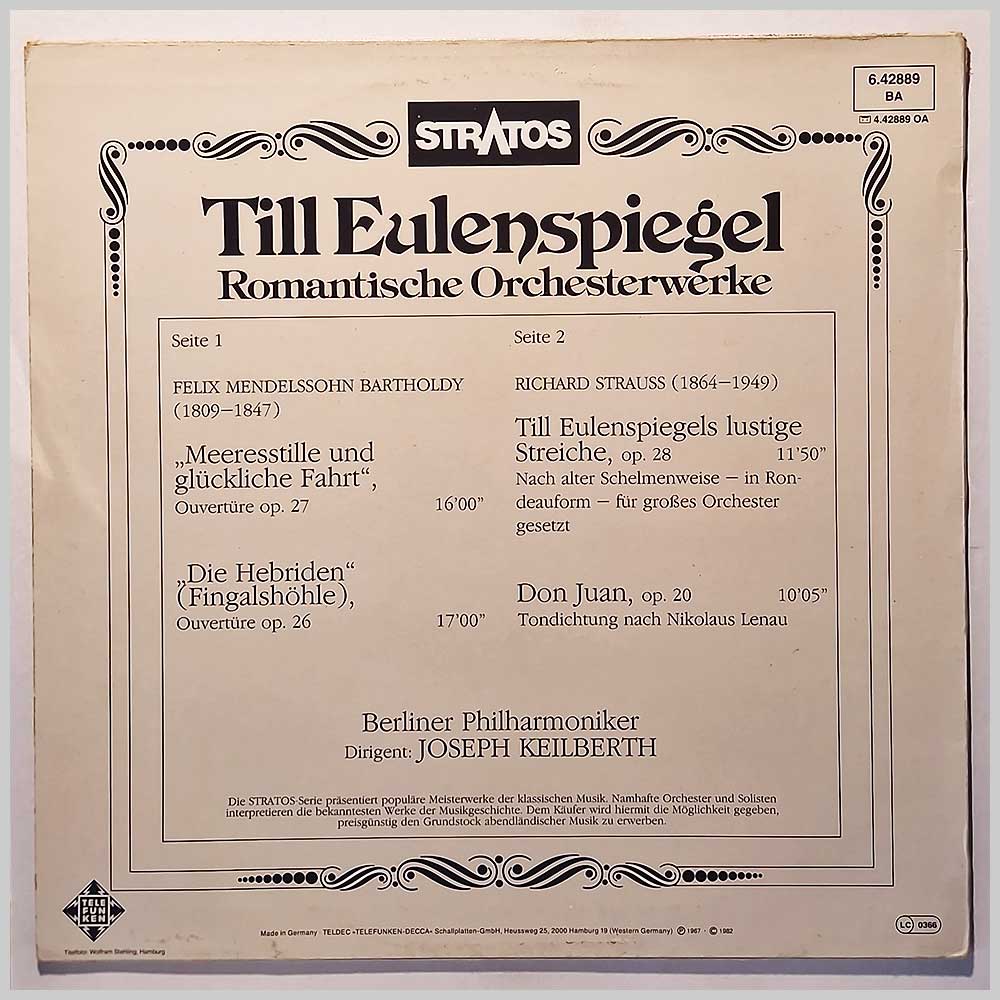 6.42889
BA
4.42889 OA
STRATOS
Till Eulenspiegel
Romantische Orchesterwerke
Seite 1
FELIX MENDELSSOHN BARTHOLDY
(1809–1847)
„Meeresstille und
glückliche Fahrt“,
Ouvertüre op. 27 16’00”
„Die Hebriden“
(Fingalshöhle),
Ouvertüre op. 26 17’00”
Seite 2
RICHARD STRAUSS (1864–1949)
Till Eulenspiegels lustige
Streiche, op. 28 11’50”
Nach alter Schelmenweise – in Ron-
deauform – für großes Orchester
gesetzt
Don Juan, op. 20 10’05”
Tondichtung nach Nikolaus Lenau
Berliner Philharmoniker
Dirigent: JOSEPH KEILBERTH
Die STRATOS-Serie präsentiert populäre Meisterwerke der klassischen Musik. Namhafte Orchester und Solisten
interpretieren die bekanntesten Werke der Musikgeschichte. Dem Käufer wird hiermit die Möglichkeit gegeben,
preisgünstig den Grundstock abendländischer Musik zu erwerben.
TELE
FUN
KEN
Titelfoto: Wolfram Stehling, Hamburg
Made in Germany · TELDEC »TELEFUNKEN-DECCA« Schallplatten-GmbH, Heussweg 25, 2000 Hamburg 19 (Western Germany) Ⓟ 1967 · Ⓒ 1982
LC 0366